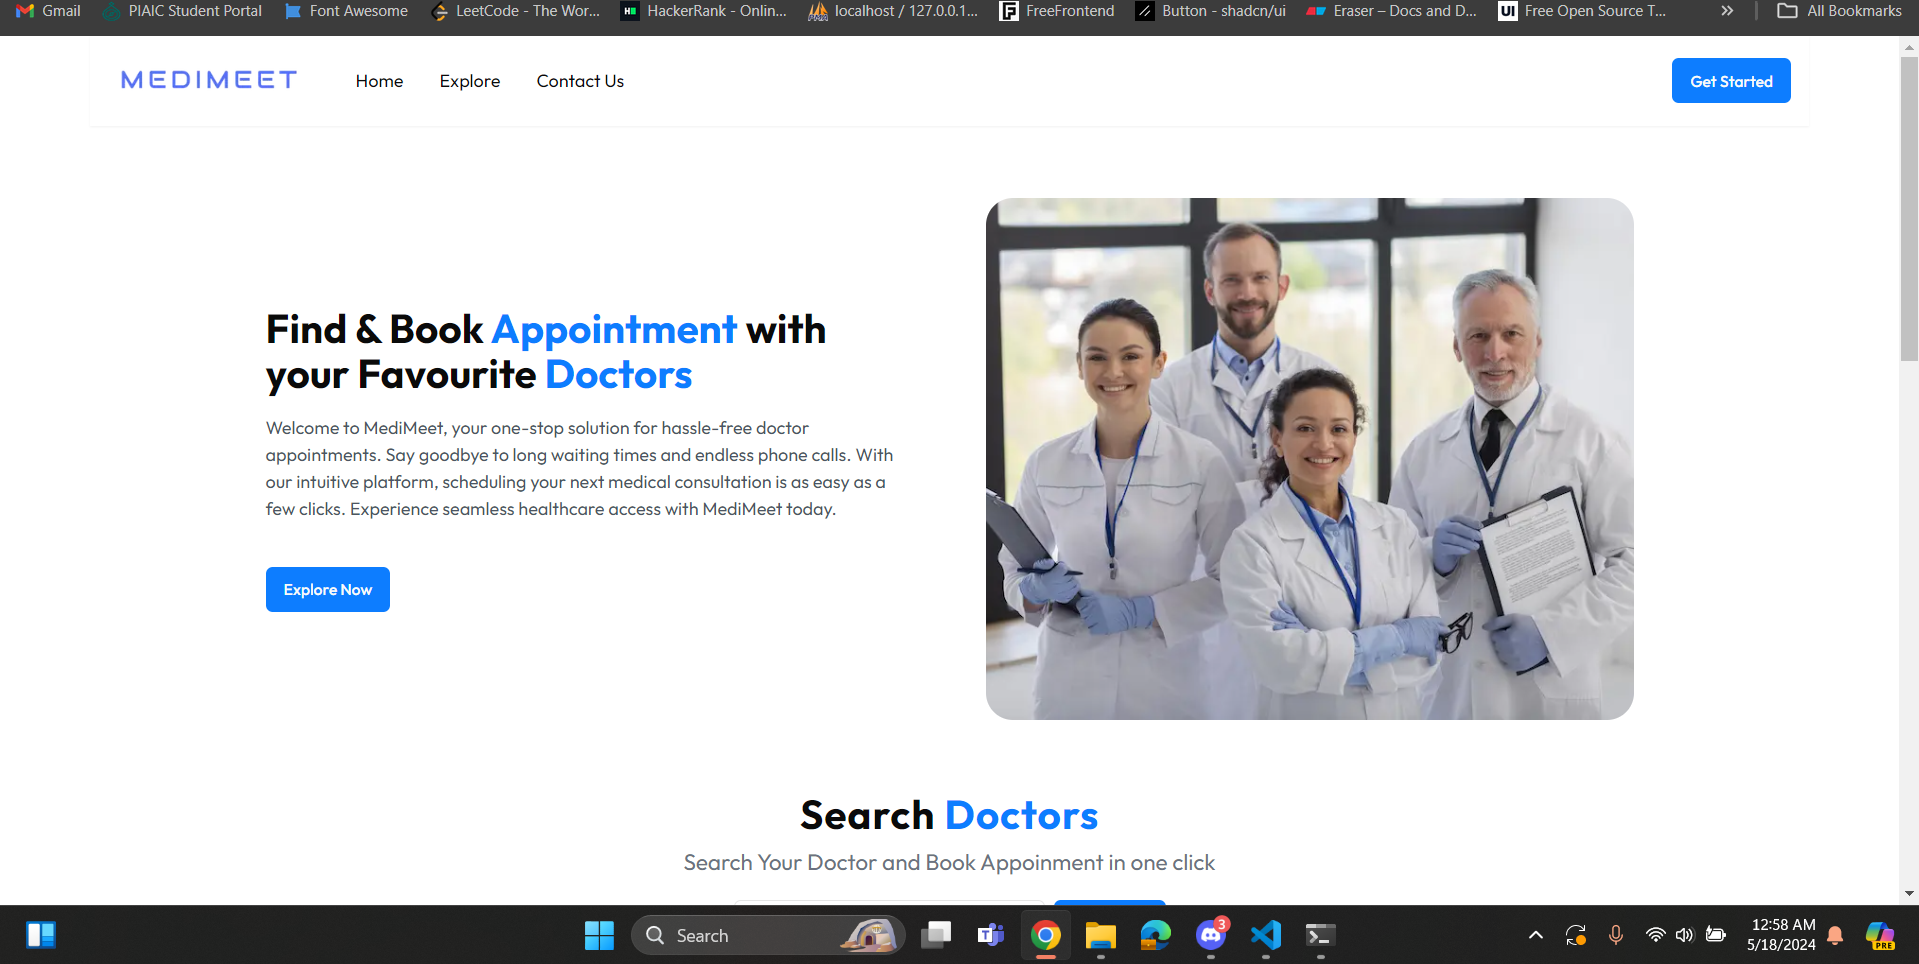 Gmail
PIAIC Student Portal
Font Awesome
LeetCode - The Wor...
HackerRank - Onlin...
localhost / 127.0.0.1...
FreeFrontend
Button - shadcn/ui
Eraser – Docs and D...
UI
Free Open Source T...
All Bookmarks
MEDIMEET
Home
Explore
Contact Us
Get Started
Find & Book Appointment with
your Favourite Doctors
Welcome to MediMeet, your one-stop solution for hassle-free doctor
appointments. Say goodbye to long waiting times and endless phone calls. With
our intuitive platform, scheduling your next medical consultation is as easy as a
few clicks. Experience seamless healthcare access with MediMeet today.
Explore Now
Search Doctors
Search Your Doctor and Book Appoinment in one click
Search
3
12:58 AM
5/18/2024
PRE